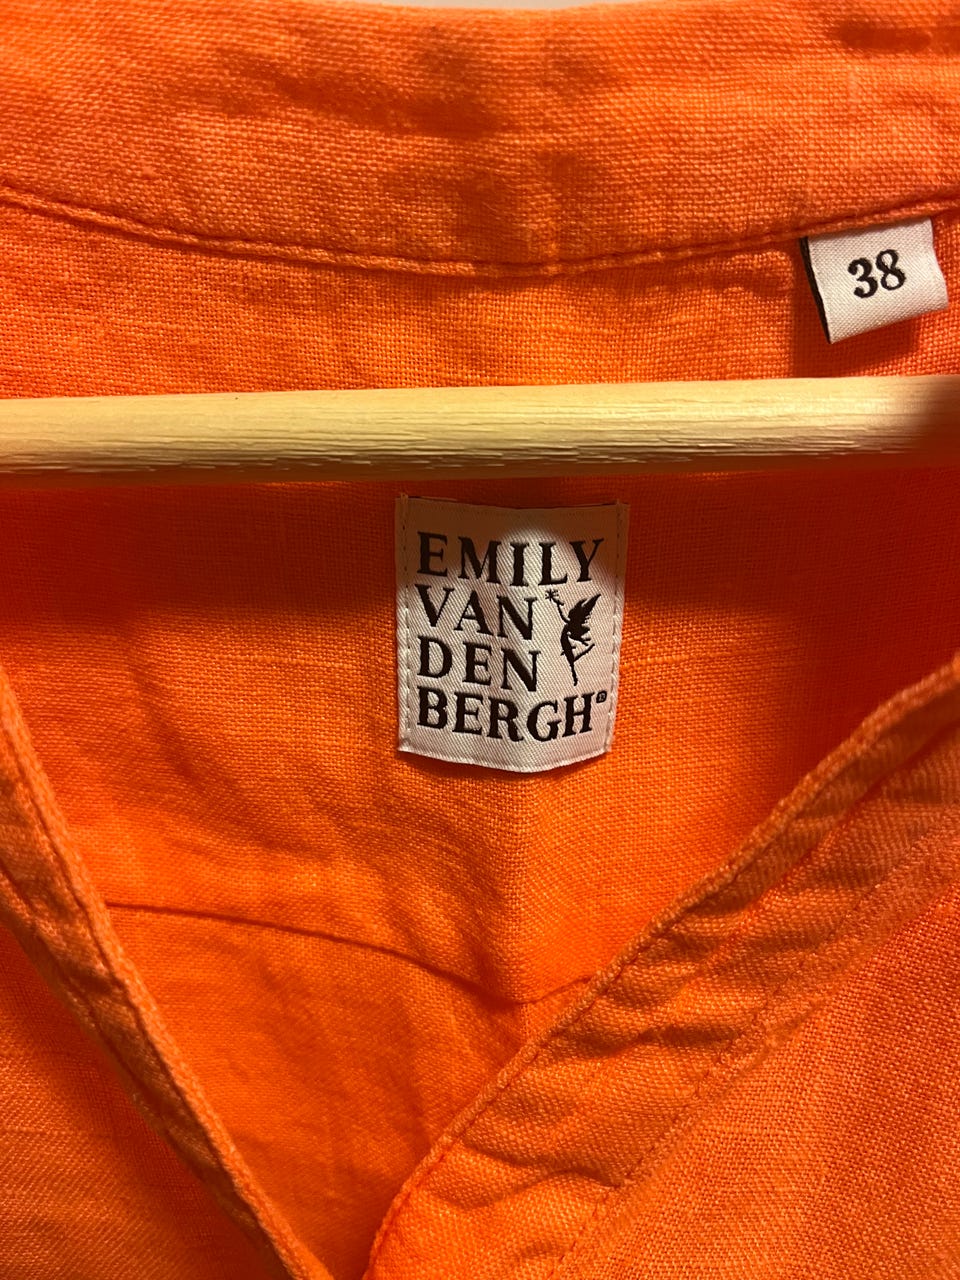 38
EMILY
VAN
DEN
BERGH®